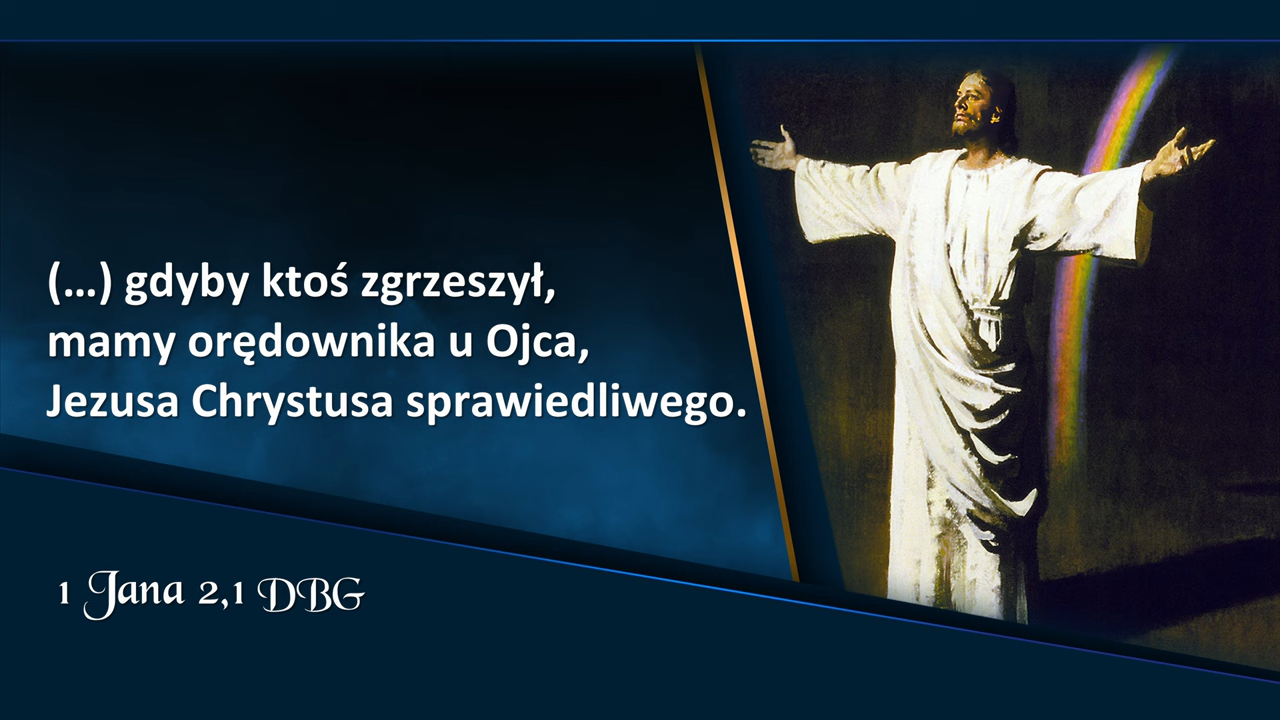 (...) gdyby ktoś zgrzeszył,
mamy orędownika u Ojca,
Jezusa Chrystusa sprawiedliwego.
1 Jana 2,1 DBG